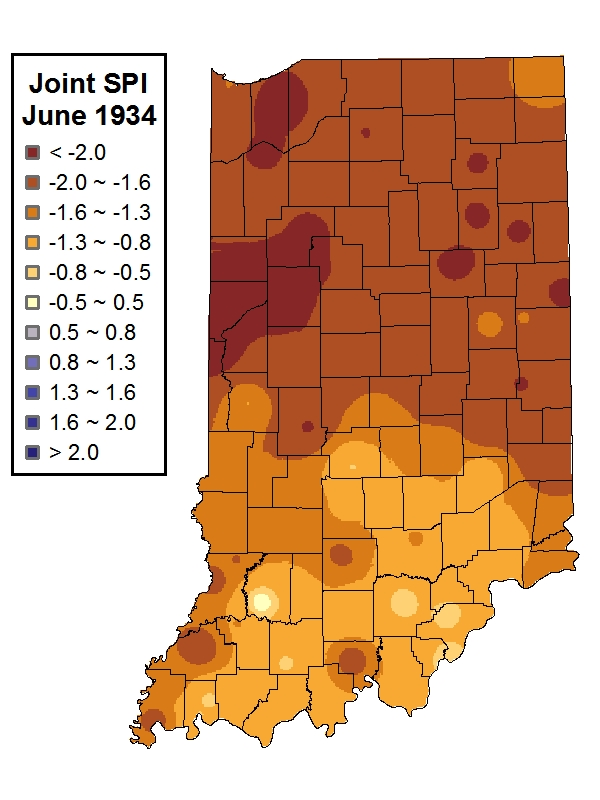 Joint SPI
June 1934
< -2.0
-2.0 ~ -1.6
-1.6 ~ -1.3
-1.3 ~ -0.8
-0.8 ~ -0.5
-0.5 ~ 0.5
0.5 ~ 0.8
0.8 ~ 1.3
1.3 ~ 1.6
1.6 ~ 2.0
> 2.0